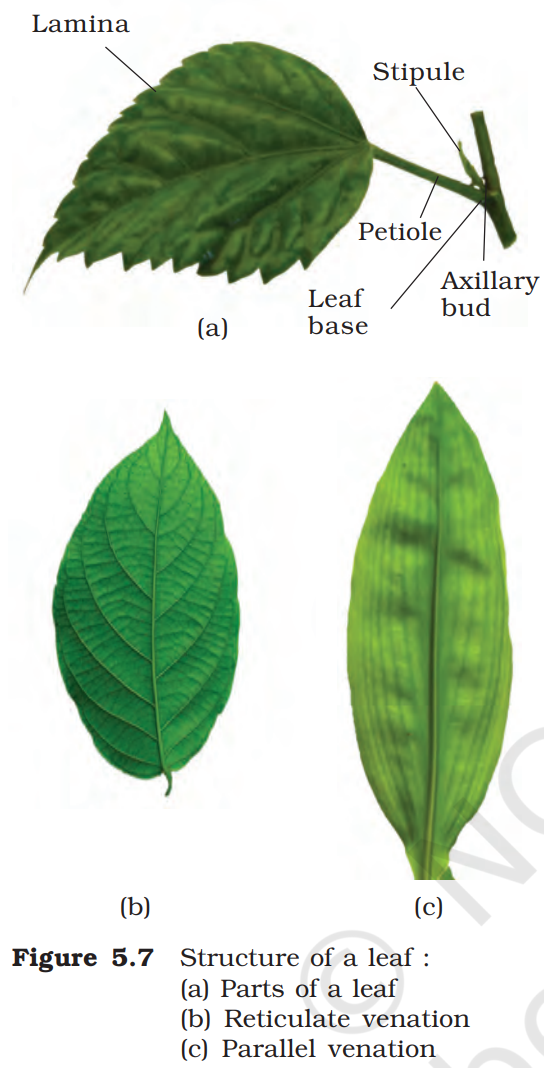 Lamina
Stipule
Petiole
Axillary
bud
Leaf
base
(a)
(b)
(c)
Figure 5.7 Structure of a leaf :
(a) Parts of a leaf
(b) Reticulate venation
(c) Parallel venation